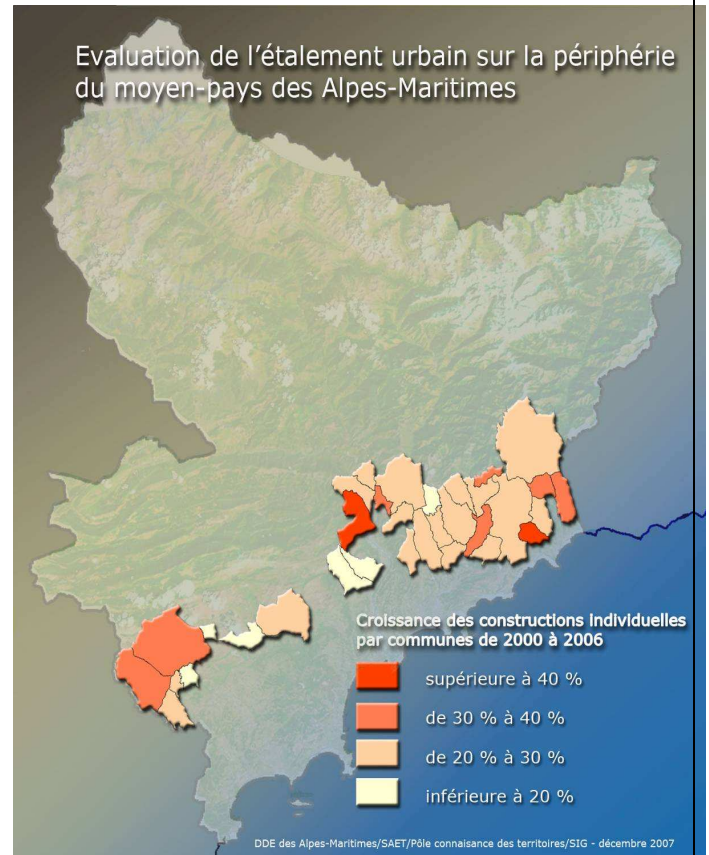 Evaluation de l'étalement urbain sur la périphérie
du moyen-pays des Alpes-Maritimes
Croissance des constructions individuelles
par communes de 2000 à 2006
supérieure à 40 %
de 30 % à 40 %
de 20 % à 30 %
inférieure à 20 %
DDE des Alpes-Maritimes/SAET/Pôle connaisance des territoires/SIG - décembre 2007